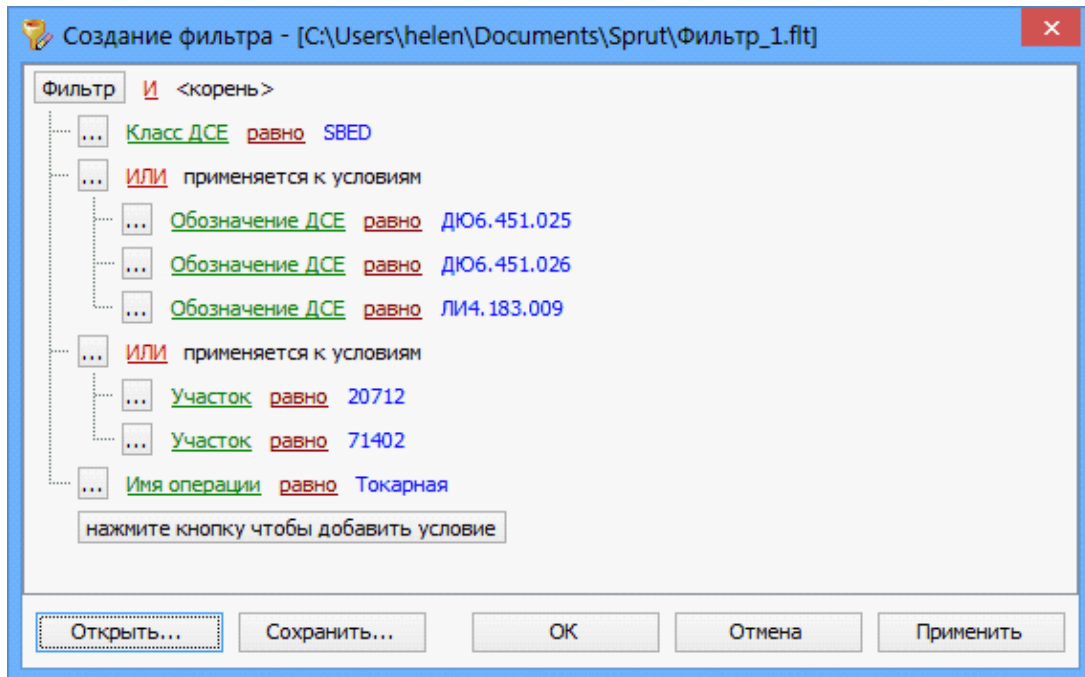 Создание фильтра - [C:\Users\helen\Documents\Sprut\Фильтр_1.flt]
Фильтр И <корень>
... Класс ДСЕ равно SBED
... ИЛИ применяется к условиям
... Обозначение ДСЕ равно ДЮ6.451.025
... Обозначение ДСЕ равно ДЮ6.451.026
... Обозначение ДСЕ равно ЛИ4.183.009
... ИЛИ применяется к условиям
... Участок равно 20712
... Участок равно 71402
... Имя операции равно Токарная
нажмите кнопку чтобы добавить условие
Открыть... Сохранить... ОК Отмена Применить